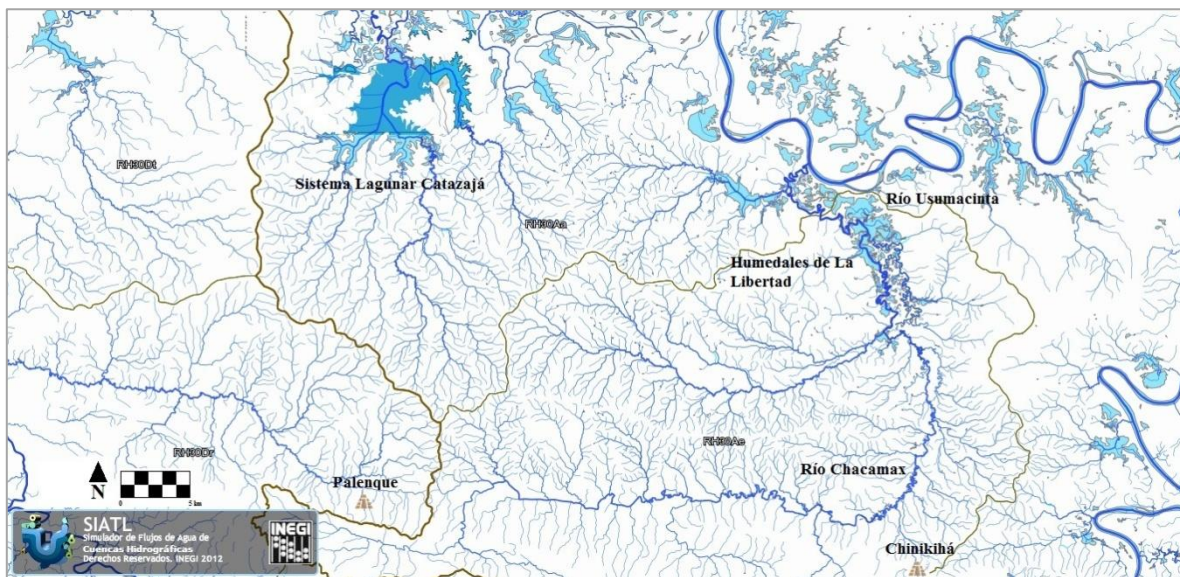 RH30Dt
Sistema Lagunar Catazajá
RH30Aa
Río Usumacinta
Humedales de La
Libertad
RH30Ae
RH30Dr
Río Chacamax
Palenque
N
0
5 km
Chinikihá
SIATL
Simulador de Flujos de Agua de
Cuencas Hidrográficas
Derechos Reservados. INEGI 2012
INEGI